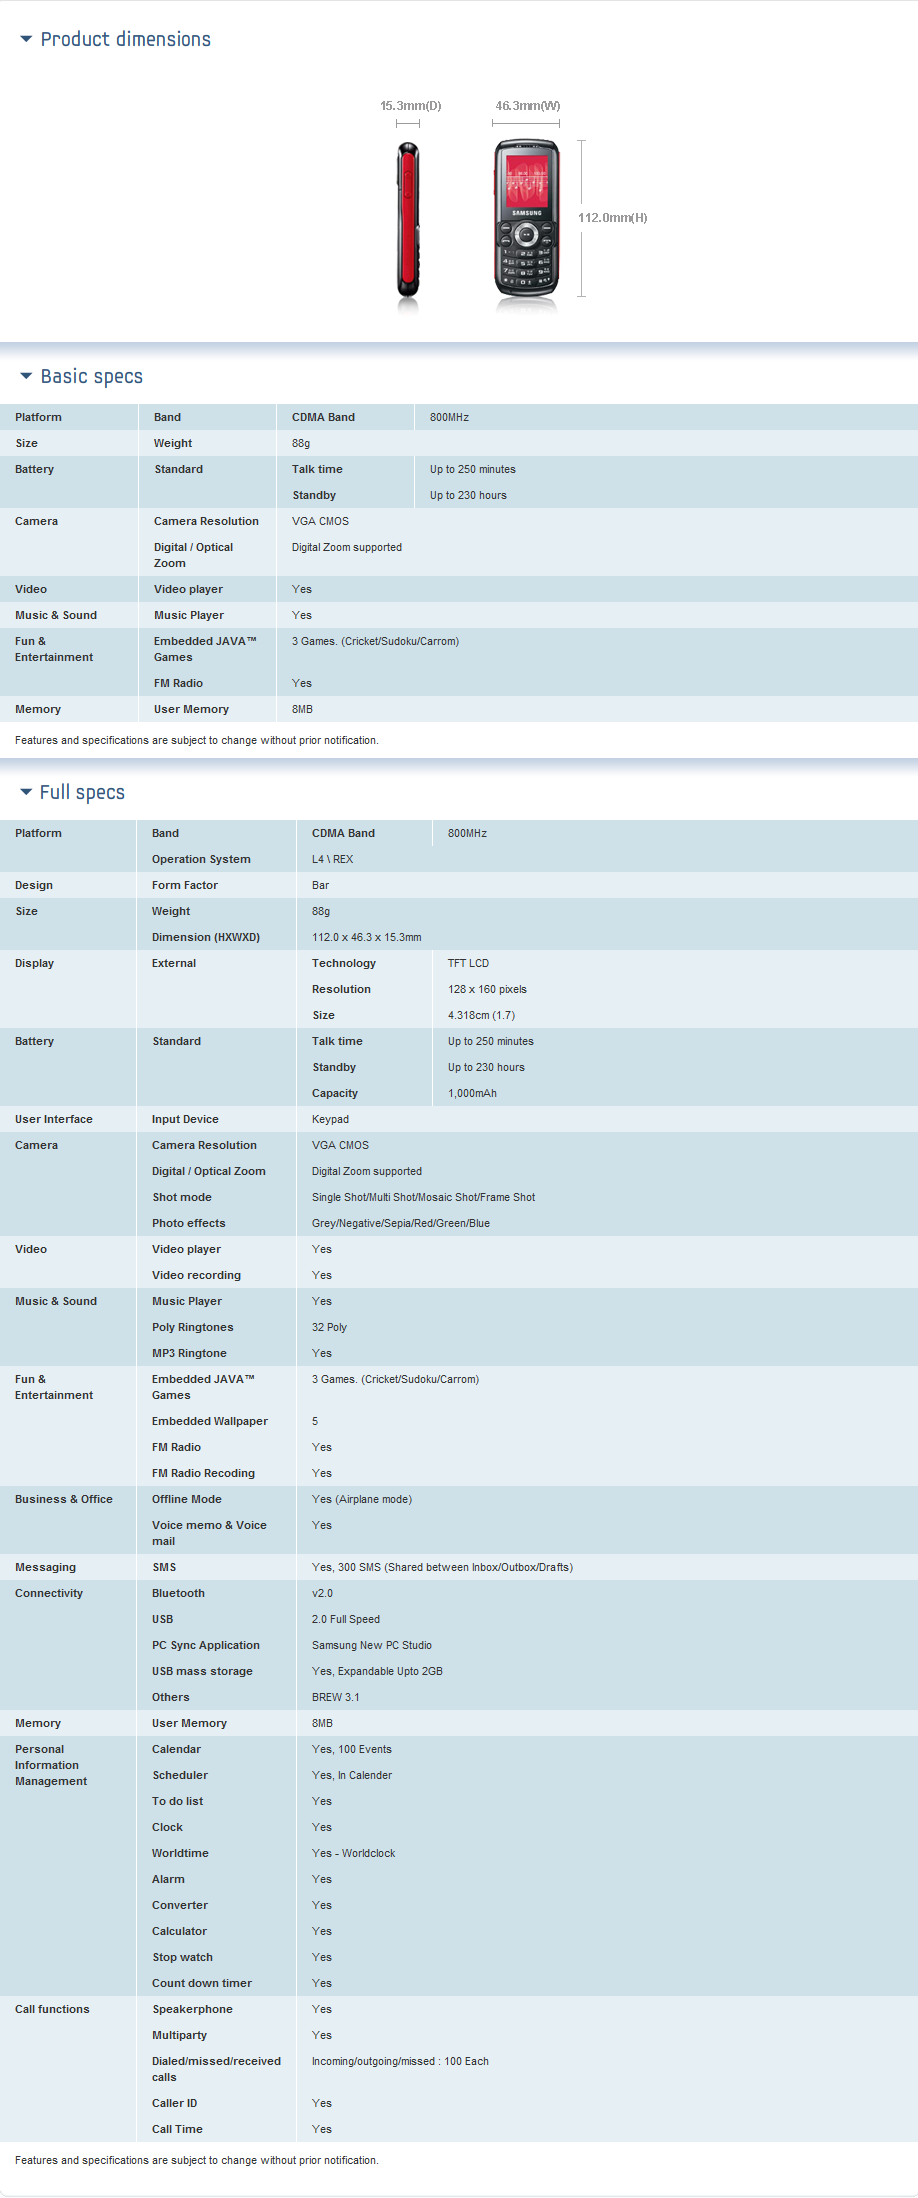 Product dimensions
15.3mm(D) 46.3mm(W)
112.0mm(H)
SAMSUNG
Basic specs
Platform Band CDMA Band 800MHz
Size Weight 88g
Battery Standard Talk time Up to 250 minutes
Standby Up to 230 hours
Camera Camera Resolution VGA CMOS
Digital / Optical Digital Zoom supported
Zoom
Video Video player Yes
Music & Sound Music Player Yes
Fun & Embedded JAVA™ 3 Games. (Cricket/Sudoku/Carrom)
Entertainment Games
FM Radio Yes
Memory User Memory 8MB
Features and specifications are subject to change without prior notification.
Full specs
Platform Band CDMA Band 800MHz
Operation System L4 \ REX
Design Form Factor Bar
Size Weight 88g
Dimension (HXWXD) 112.0 x 46.3 x 15.3mm
Display External Technology TFT LCD
Resolution 128 x 160 pixels
Size 4.318cm (1.7)
Battery Standard Talk time Up to 250 minutes
Standby Up to 230 hours
Capacity 1,000mAh
User Interface Input Device Keypad
Camera Camera Resolution VGA CMOS
Digital / Optical Zoom Digital Zoom supported
Shot mode Single Shot/Multi Shot/Mosaic Shot/Frame Shot
Photo effects Grey/Negative/Sepia/Red/Green/Blue
Video Video player Yes
Video recording Yes
Music & Sound Music Player Yes
Poly Ringtones 32 Poly
MP3 Ringtone Yes
Fun & Embedded JAVA™ 3 Games. (Cricket/Sudoku/Carrom)
Entertainment Games
Embedded Wallpaper 5
FM Radio Yes
FM Radio Recoding Yes
Business & Office Offline Mode Yes (Airplane mode)
Voice memo & Voice Yes
mail
Messaging SMS Yes, 300 SMS (Shared between Inbox/Outbox/Drafts)
Connectivity Bluetooth v2.0
USB 2.0 Full Speed
PC Sync Application Samsung New PC Studio
USB mass storage Yes, Expandable Upto 2GB
Others BREW 3.1
Memory User Memory 8MB
Personal Calendar Yes, 100 Events
Information
Management Scheduler Yes, In Calender
To do list Yes
Clock Yes
Worldtime Yes - Worldclock
Alarm Yes
Converter Yes
Calculator Yes
Stop watch Yes
Count down timer Yes
Call functions Speakerphone Yes
Multiparty Yes
Dialed/missed/received Incoming/outgoing/missed : 100 Each
calls
Caller ID Yes
Call Time Yes
Features and specifications are subject to change without prior notification.